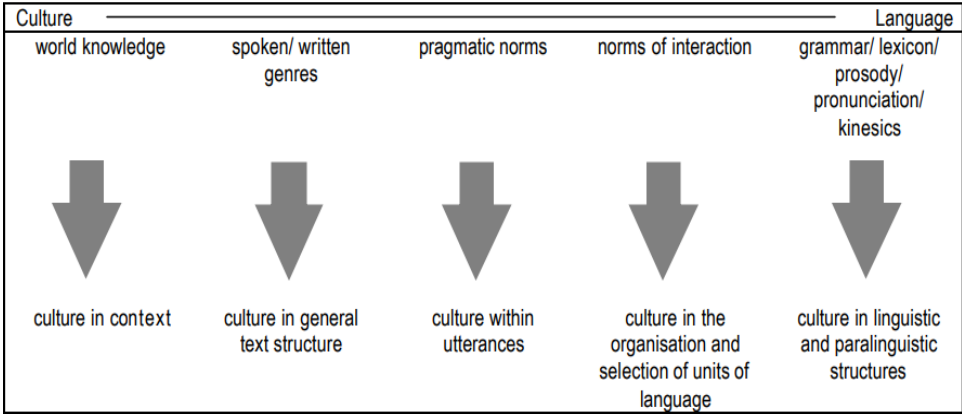 Culture Language
world knowledge
spoken/ written
genres
pragmatic norms
norms of interaction
grammar/ lexicon/
prosody/
pronunciation/
kinesics
culture in context
culture in general
text structure
culture within
utterances
culture in the
organisation and
selection of units of
language
culture in linguistic
and paralinguistic
structures